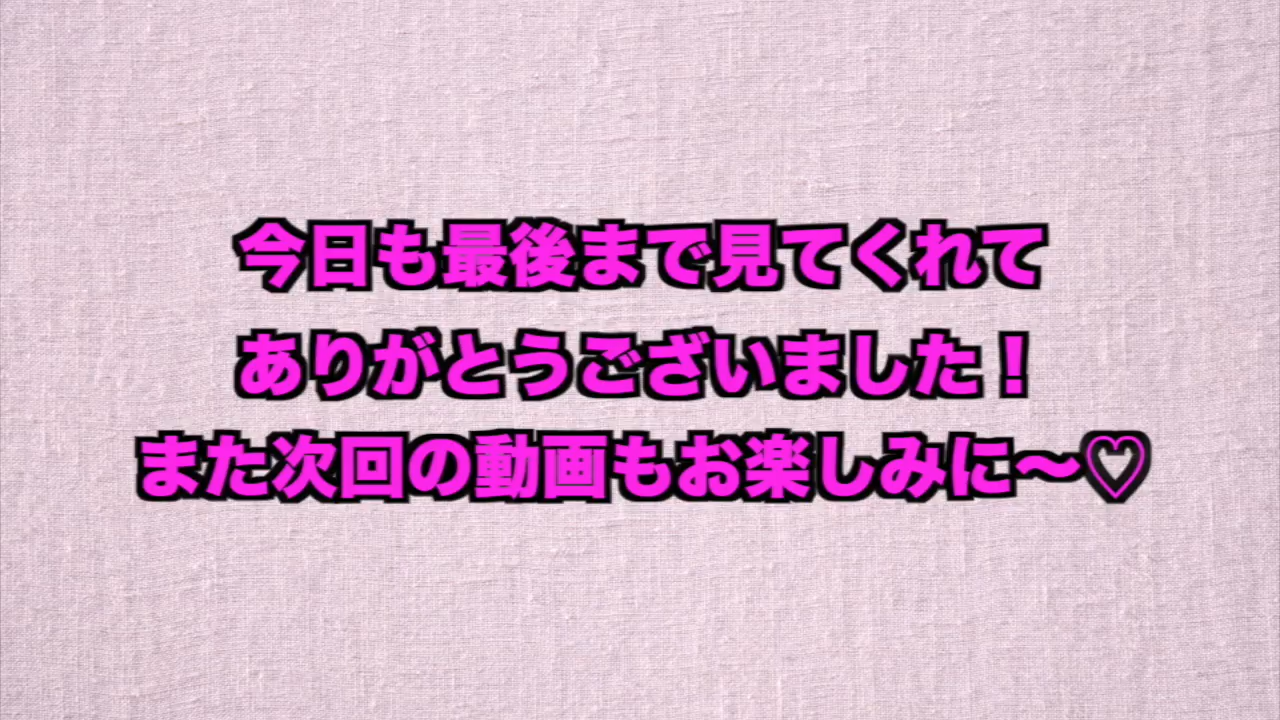 今日も最後まで見てくれて
ありがとうございました！
また次回の動画もお楽しみに〜♡